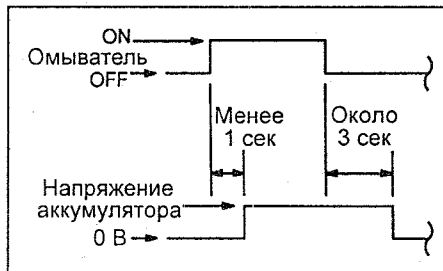 ON
Омыватель
OFF
Менее
1 сек
Около
3 сек
Напряжение
аккумулятора
0 В